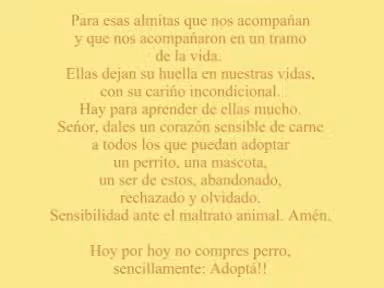 Para esas almitas que nos acompañan
y que nos acompañaron en un tramo
de la vida.
Ellas dejan su huella en nuestras vidas,
con su cariño incondicional.
Hay para aprender de ellas mucho.
Señor, dales un corazón sensible de carne
a todos los que puedan adoptar
un perrito, una mascota,
un ser de estos, abandonado,
rechazado y olvidado.
Sensibilidad ante el maltrato animal. Amén.
Hoy por hoy no compres perro,
sencillamente: Adoptá!!